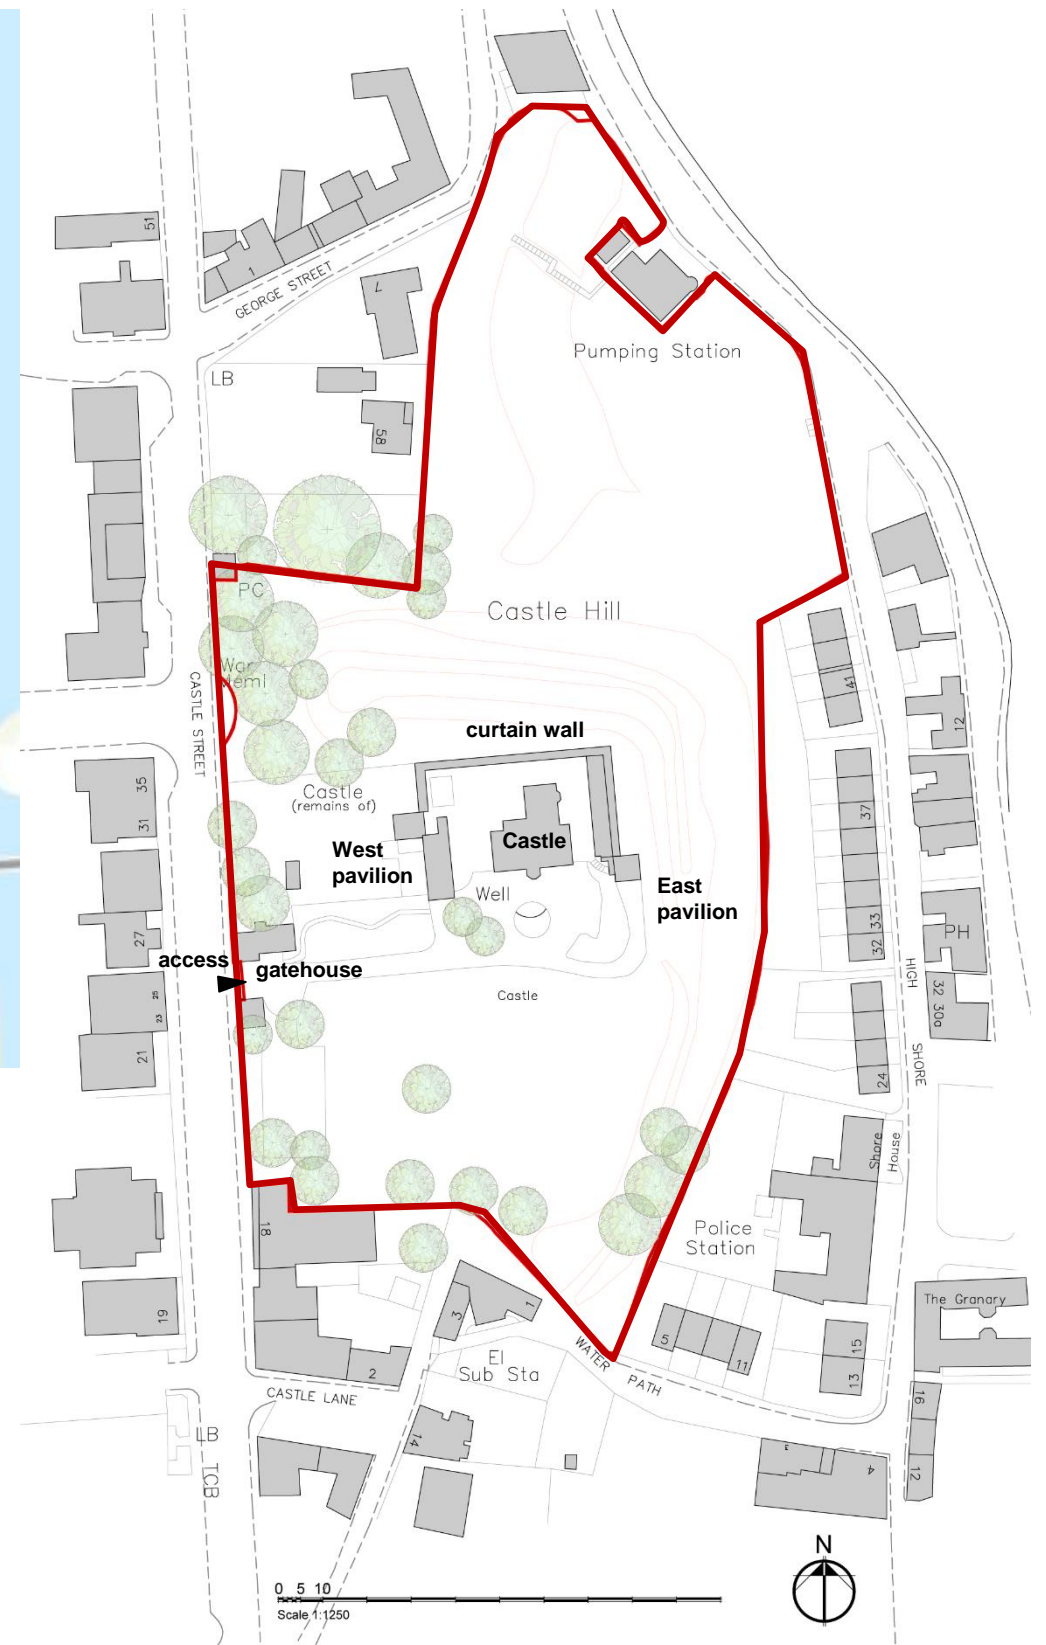 51
1
GEORGE STREET
7
Pumping Station
LB
58
PC
Castle Hill
War
Meml
CASTLE STREET
41
12
curtain wall
35
31
Castle
(remains of)
37
West
pavilion
Castle
Well
East
pavilion
33
32
PH
27
access
gatehouse
HIGH
SHORE
32 30a
25
23
Castle
21
24
Shore
House
18
Police
Station
The Granary
19
3
1
5
11
15
13
WATER
PATH
El
Sub Sta
2
CASTLE LANE
16
12
LB
TCB
14
3
4
N
0 5 10
Scale 1:1250